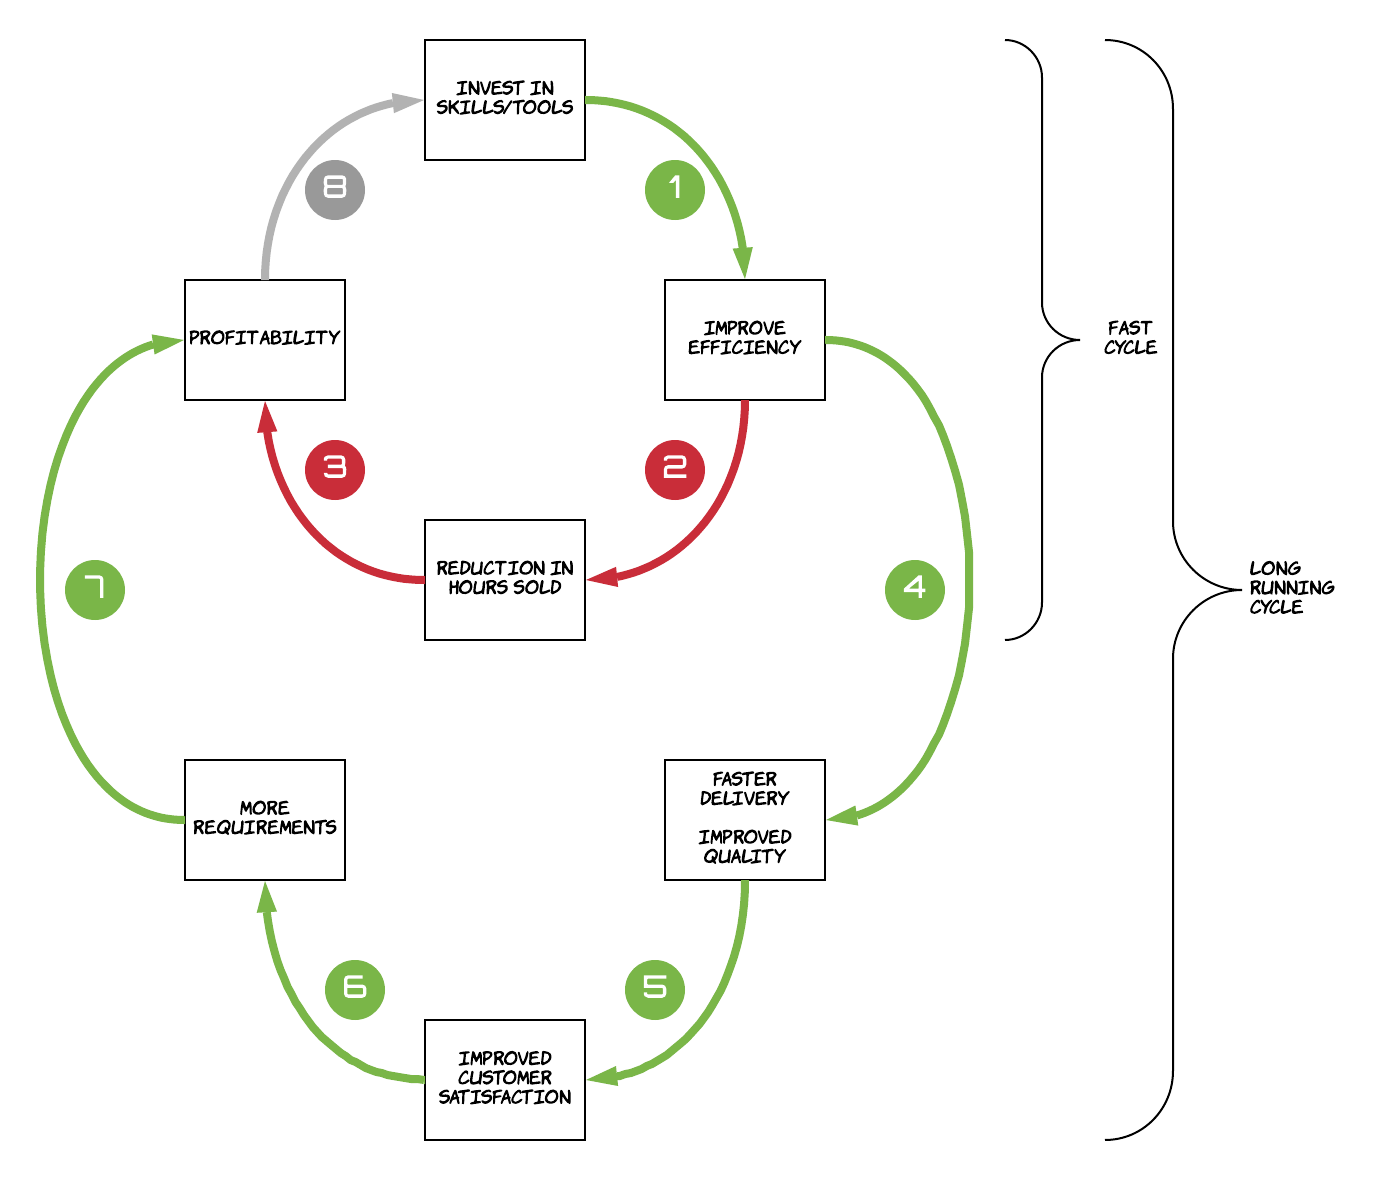 INVEST IN
SKILLS/TOOLS
8
1
PROFITABILITY
IMPROVE
EFFICIENCY
FAST
CYCLE
3
2
REDUCTION IN
HOURS SOLD
7
4
LONG
RUNNING
CYCLE
MORE
REQUIREMENTS
FASTER
DELIVERY
IMPROVED
QUALITY
6
5
IMPROVED
CUSTOMER
SATISFACTION